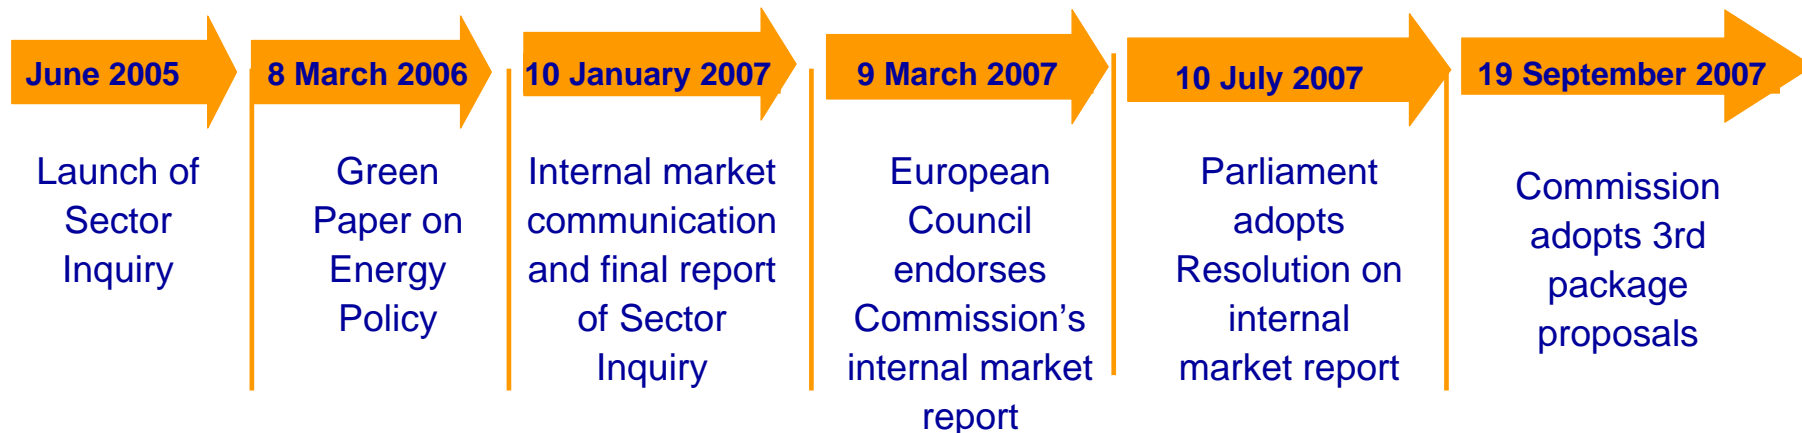 June 2005
Launch of
Sector
Inquiry
8 March 2006
Green
Paper on
Energy
Policy
10 January 2007
Internal market
communication
and final report
of Sector
Inquiry
9 March 2007
European
Council
endorses
Commission’s
internal market
report
10 July 2007
Parliament
adopts
Resolution on
internal
market report
19 September 2007
Commission
adopts 3rd
package
proposals